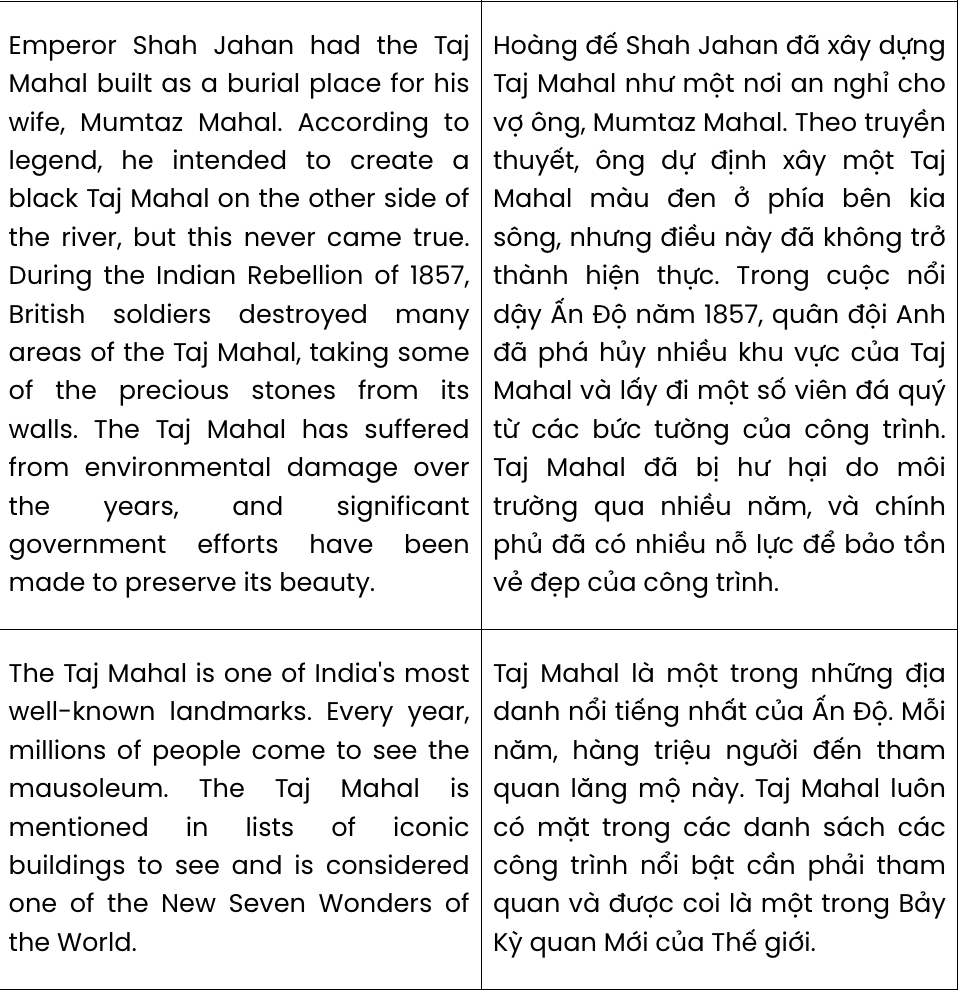 Emperor Shah Jahan had the Taj
Mahal built as a burial place for his
wife, Mumtaz Mahal. According to
legend, he intended to create a
black Taj Mahal on the other side of
the river, but this never came true.
During the Indian Rebellion of 1857,
British soldiers destroyed many
areas of the Taj Mahal, taking some
of the precious stones from its
walls. The Taj Mahal has suffered
from environmental damage over
the years, and significant
government efforts have been
made to preserve its beauty.
Hoàng đế Shah Jahan đã xây dựng
Taj Mahal như một nơi an nghỉ cho
vợ ông, Mumtaz Mahal. Theo truyền
thuyết, ông dự định xây một Taj
Mahal màu đen ở phía bên kia
sông, nhưng điều này đã không trở
thành hiện thực. Trong cuộc nổi
dậy Ấn Độ năm 1857, quân đội Anh
đã phá hủy nhiều khu vực của Taj
Mahal và lấy đi một số viên đá quý
từ các bức tường của công trình.
Taj Mahal đã bị hư hại do môi
trường qua nhiều năm, và chính
phủ đã có nhiều nỗ lực để bảo tồn
vẻ đẹp của công trình.
The Taj Mahal is one of India's most
well-known landmarks. Every year,
millions of people come to see the
mausoleum. The Taj Mahal is
mentioned in lists of iconic
buildings to see and is considered
one of the New Seven Wonders of
the World.
Taj Mahal là một trong những địa
danh nổi tiếng nhất của Ấn Độ. Mỗi
năm, hàng triệu người đến tham
quan lăng mộ này. Taj Mahal luôn
có mặt trong các danh sách các
công trình nổi bật cần phải tham
quan và được coi là một trong Bảy
Kỳ quan Mới của Thế giới.